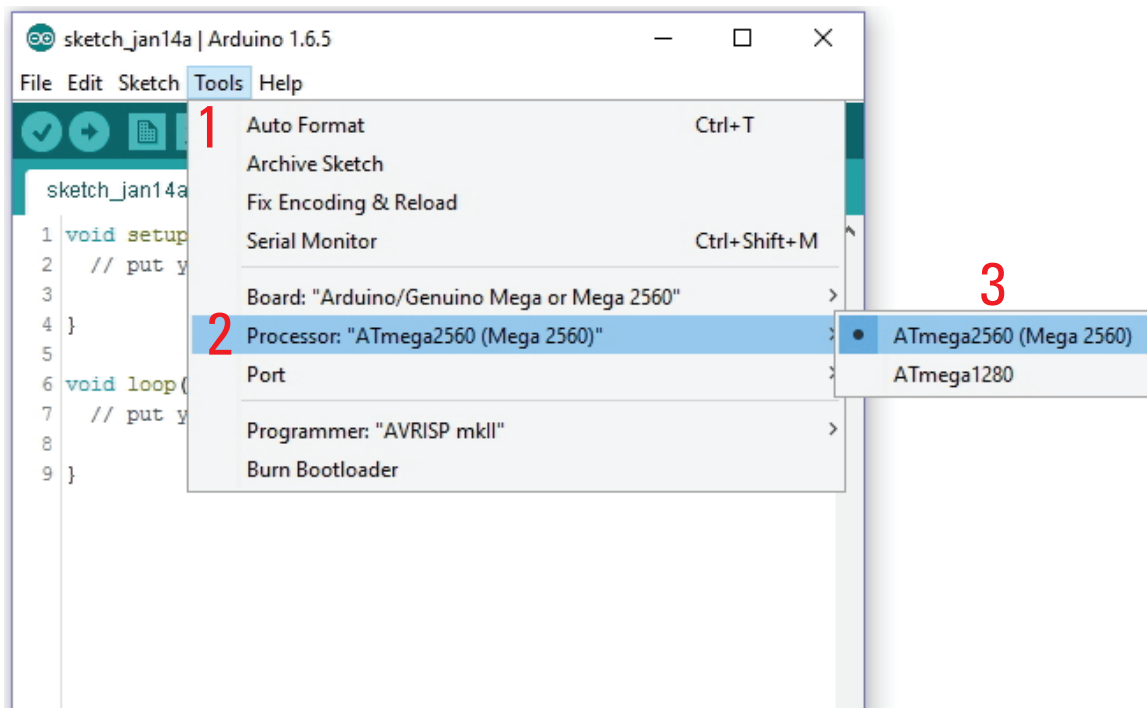 sketch_jan14a | Arduino 1.6.5
File Edit Sketch Tools Help
1
Auto Format Ctrl+T
Archive Sketch
sketch_jan14a
Fix Encoding & Reload
1 void setup
Serial Monitor Ctrl+Shift+M
2 // put y
3
Board: "Arduino/Genuino Mega or Mega 2560"
3
4 }
2 Processor: "ATmega2560 (Mega 2560)"
ATmega2560 (Mega 2560)
5
Port
ATmega1280
6 void loop(
7 // put y
Programmer: "AVRISP mkII"
8
Burn Bootloader
9 }